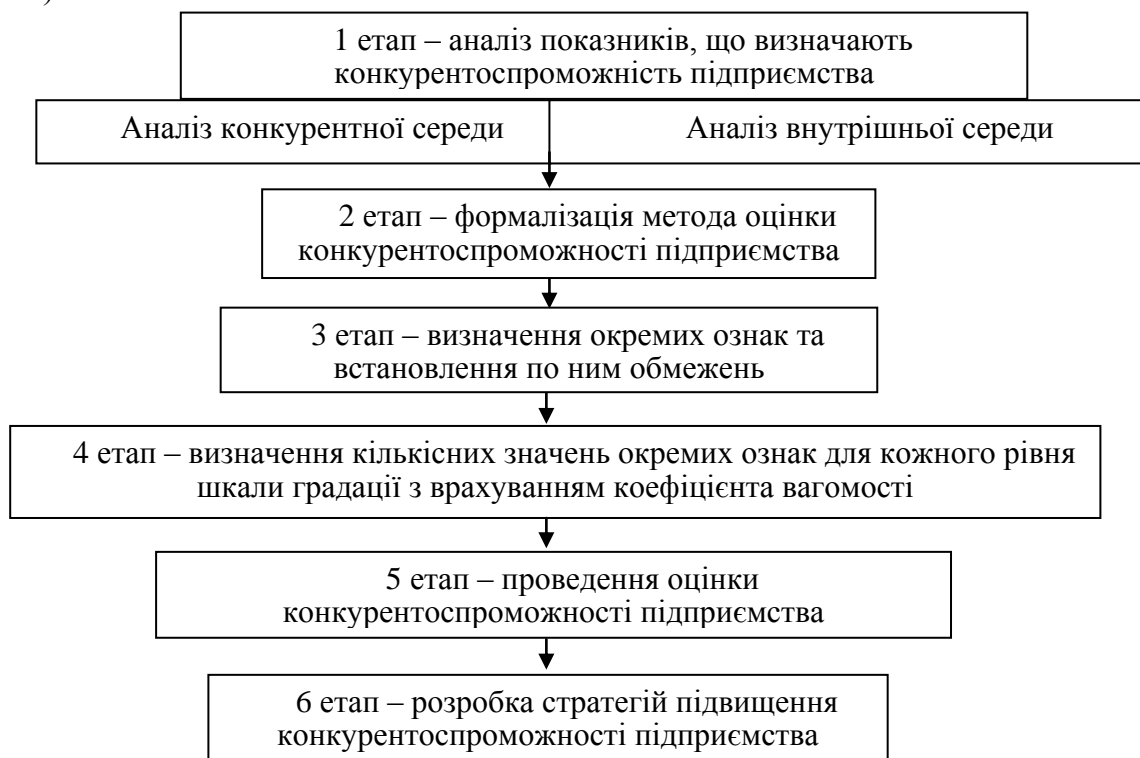 )
1 етап – аналіз показників, що визначають
конкурентоспроможність підприємства
Аналіз конкурентної середи
Аналіз внутрішньої середи
2 етап – формалізація метода оцінки
конкурентоспроможності підприємства
3 етап – визначення окремих ознак та
встановлення по ним обмежень
4 етап – визначення кількісних значень окремих ознак для кожного рівня
шкали градації з врахуванням коефіцієнта вагомості
5 етап – проведення оцінки
конкурентоспроможності підприємства
6 етап – розробка стратегій підвищення
конкурентоспроможності підприємства